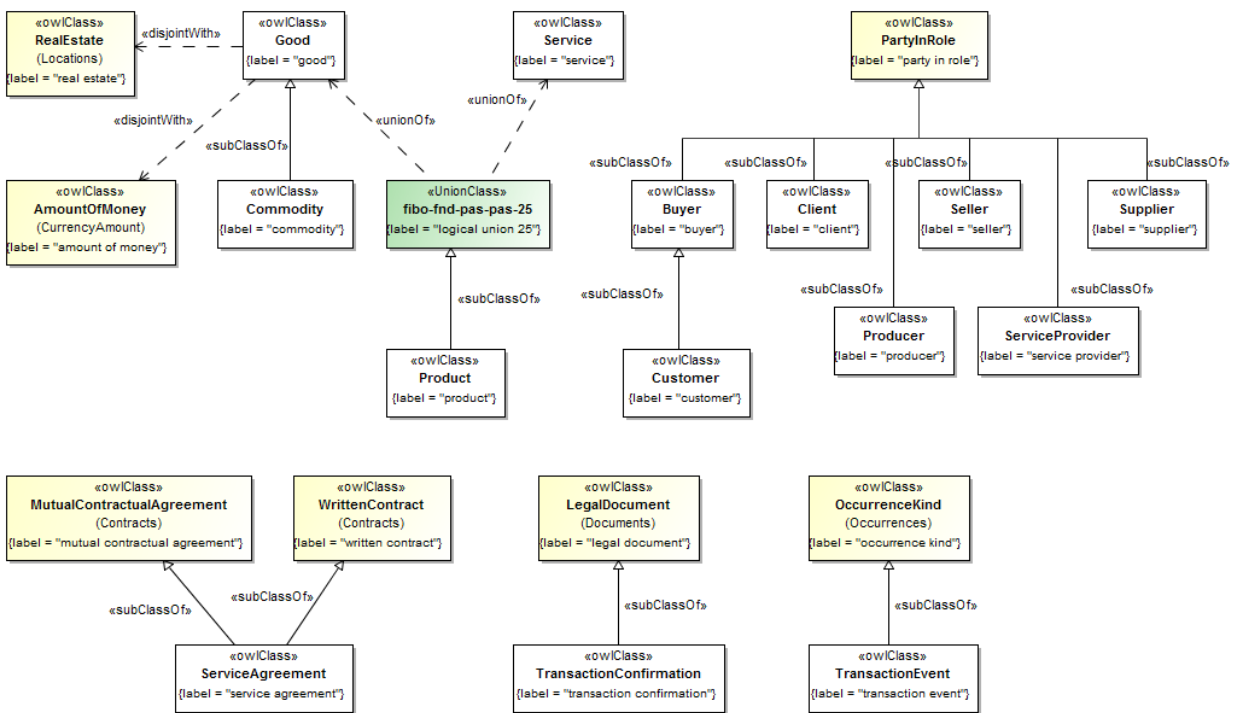 «owlClass»
RealEstate
(Locations)
{label = "real estate"}
«disjointWith»
«owlClass»
Good
{label = "good"}
«owlClass»
Service
{label = "service"}
«owlClass»
PartyInRole
{label = "party in role"}
«disjointWith»
«subClassOf»
«unionOf»
«unionOf»
«subClassOf»
«subClassOf»
«subClassOf»
«subClassOf»
«owlClass»
AmountOfMoney
(CurrencyAmount)
{label = "amount of money"}
«owlClass»
Commodity
{label = "commodity"}
«UnionClass»
fibo-fnd-pas-pas-25
{label = "logical union 25"}
«owlClass»
Buyer
{label = "buyer"}
«owlClass»
Client
{label = "client"}
«owlClass»
Seller
{label = "seller"}
«owlClass»
Supplier
{label = "supplier"}
«subClassOf»
«subClassOf»
«subClassOf»
«subClassOf»
«owlClass»
Product
{label = "product"}
«owlClass»
Customer
{label = "customer"}
«owlClass»
Producer
{label = "producer"}
«owlClass»
ServiceProvider
{label = "service provider"}
«owlClass»
MutualContractualAgreement
(Contracts)
{label = "mutual contractual agreement"}
«owlClass»
WrittenContract
(Contracts)
{label = "written contract"}
«owlClass»
LegalDocument
(Documents)
{label = "legal document"}
«owlClass»
OccurrenceKind
(Occurrences)
{label = "occurrence kind"}
«subClassOf»
«subClassOf»
«subClassOf»
«subClassOf»
«owlClass»
ServiceAgreement
{label = "service agreement"}
«owlClass»
TransactionConfirmation
{label = "transaction confirmation"}
«owlClass»
TransactionEvent
{label = "transaction event"}